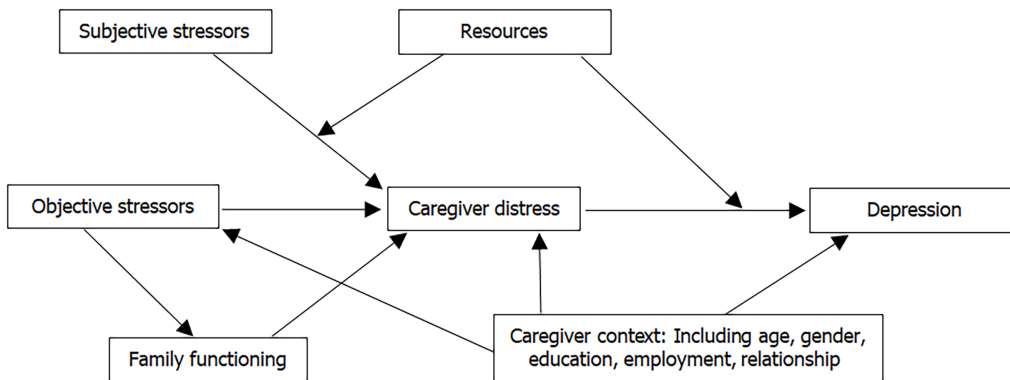 Subjective stressors
Resources
Objective stressors
Caregiver distress
Depression
Family functioning
Caregiver context: Including age, gender,
education, employment, relationship